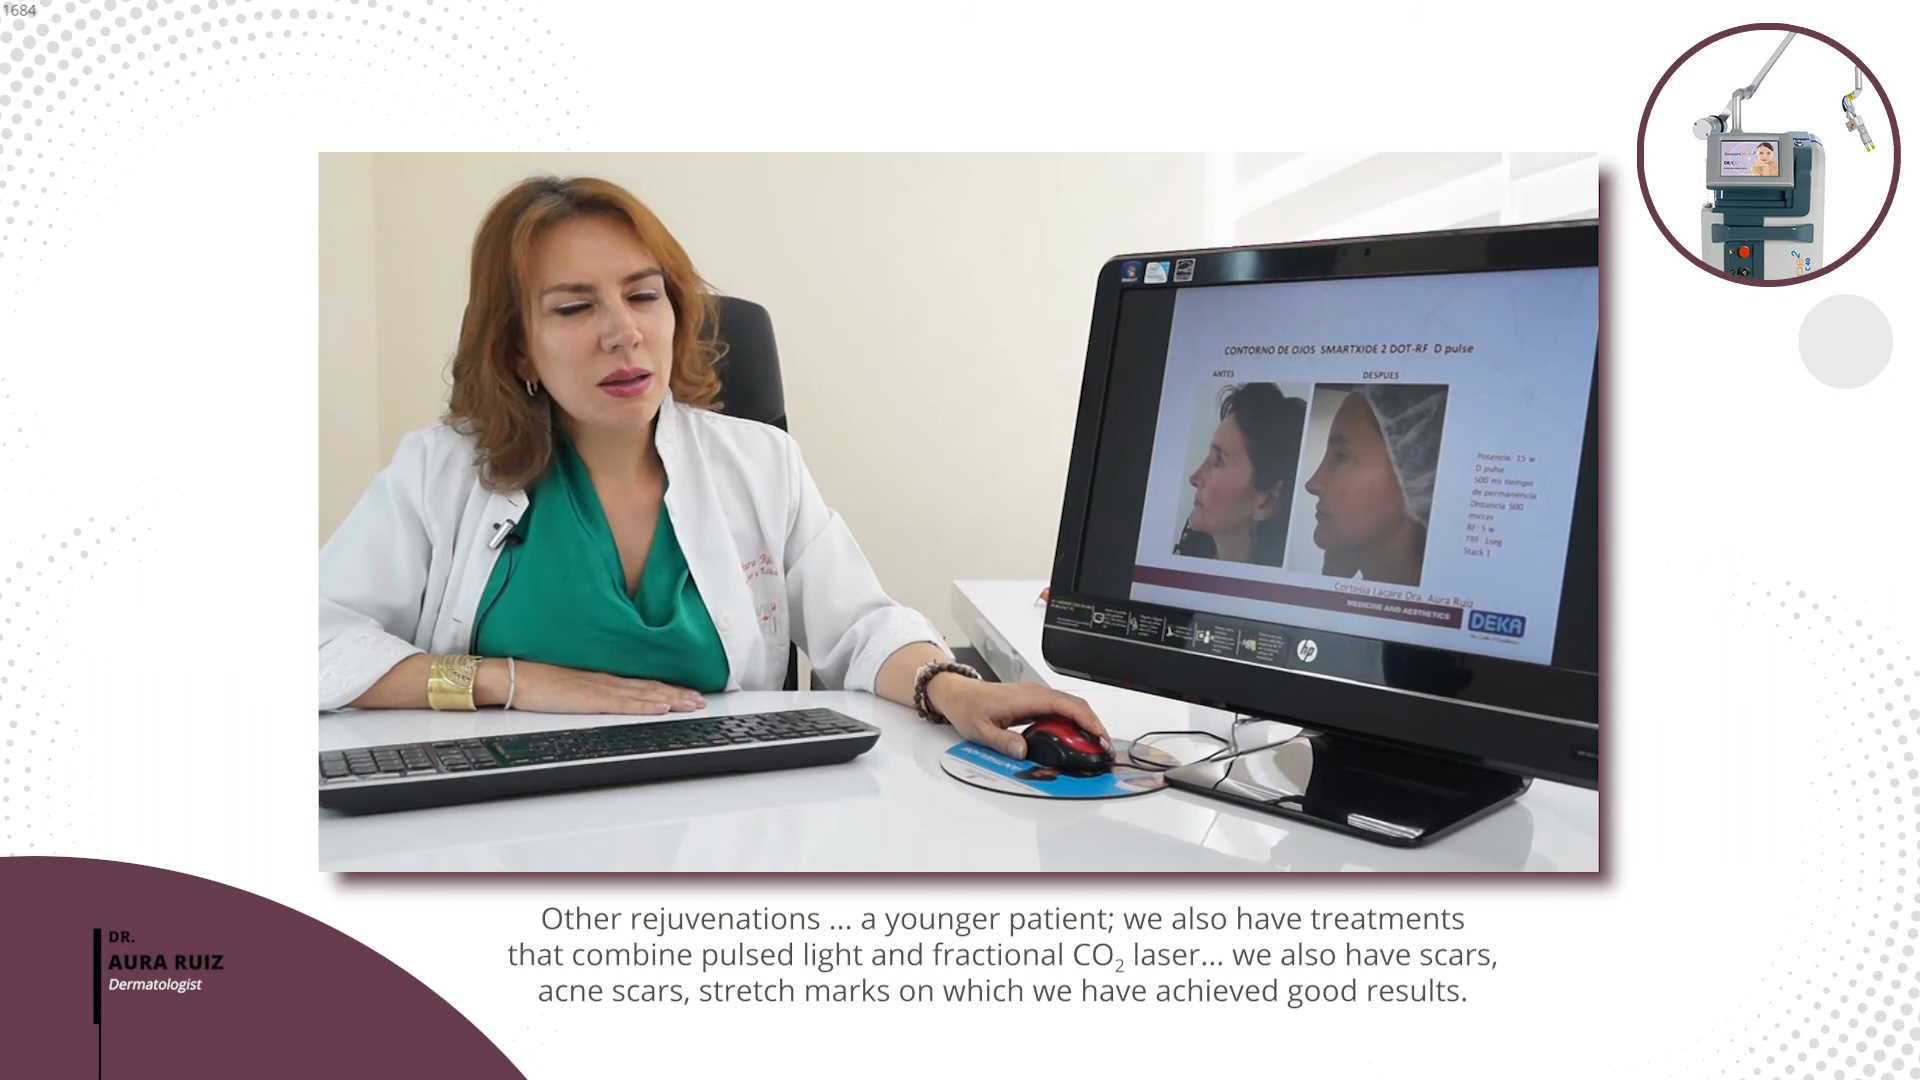 1684
CONTORNO DE OJOS SMARTXIDE 2 DOT-RF D pulse
ANTES
DESPUES
Potencia: 15 w
D pulse
500 ms tiempo
de permanencia
Distancia 500
micras
RF: 5 w
TRF: 1seg
Stack 1
Cortesia Lacare Dra. Aura Ruiz
MEDICINE AND AESTHETICS
DEKA
hp
Other rejuvenations ... a younger patient; we also have treatments
that combine pulsed light and fractional CO₂ laser... we also have scars,
acne scars, stretch marks on which we have achieved good results.
DR.
AURA RUIZ
Dermatologist